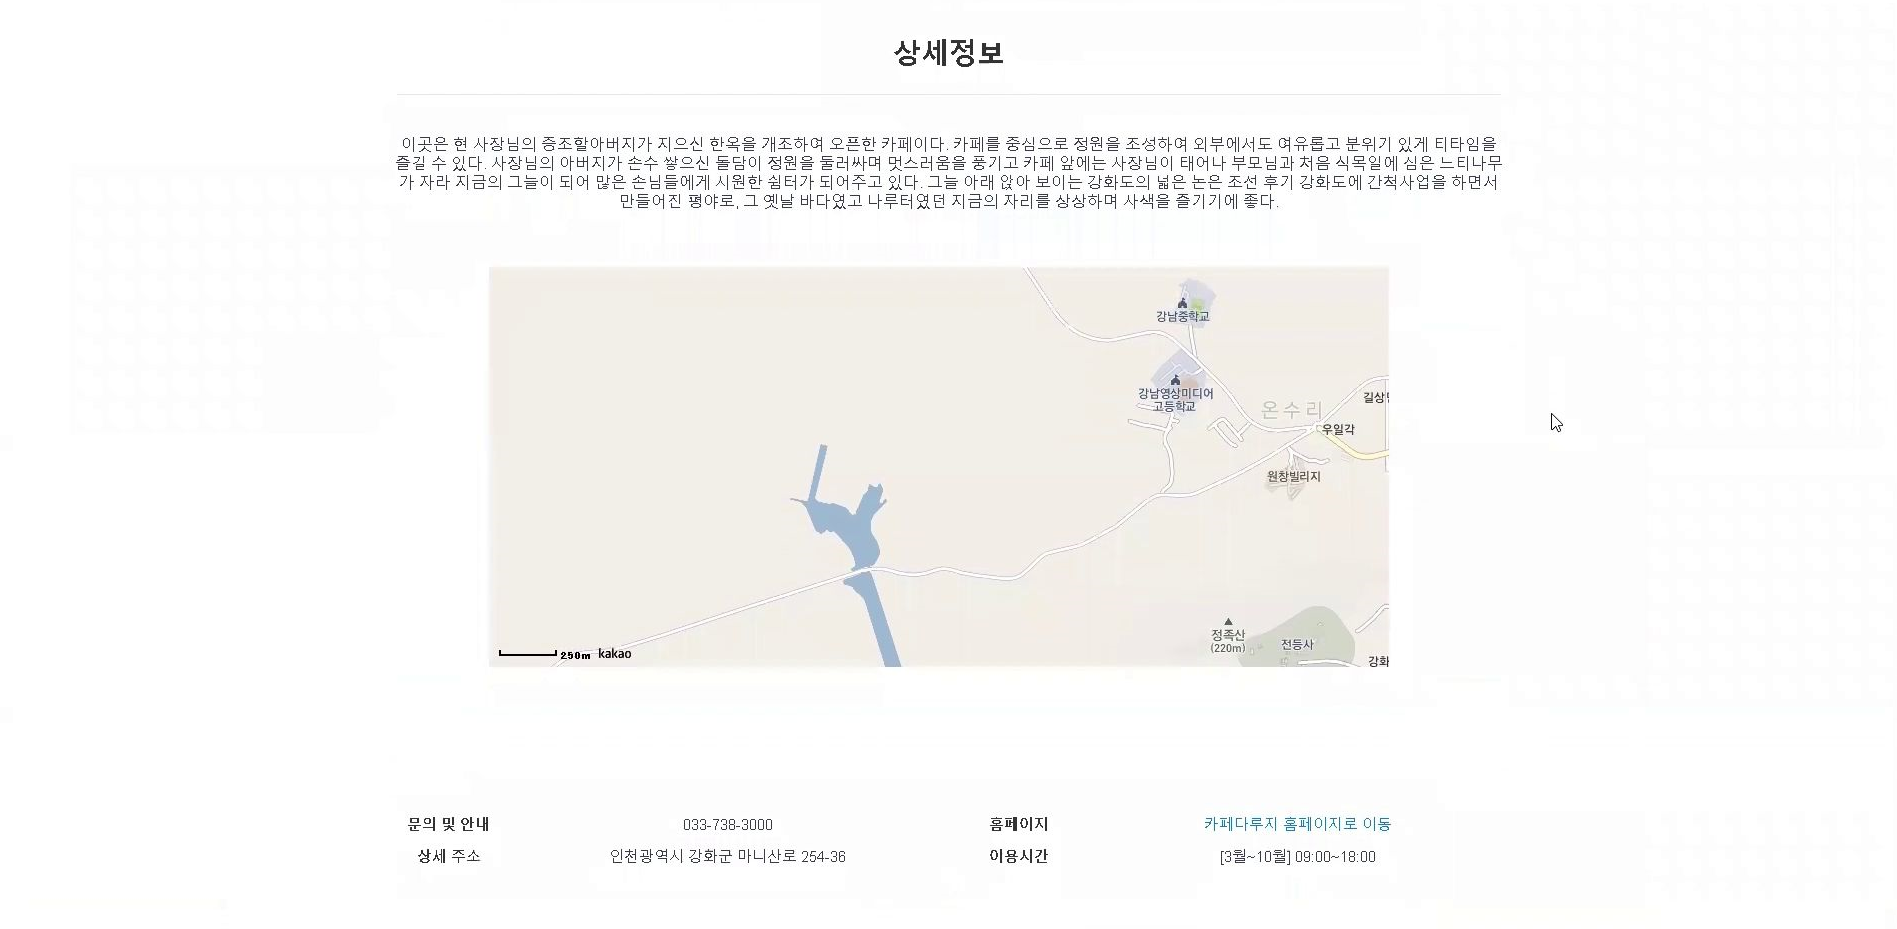 상세정보
이곳은 현 사장님의 증조할아버지가 지으신 한옥을 개조하여 오픈한 카페이다. 카페를 중심으로 정원을 조성하여 외부에서도 여유롭고 분위기 있게 티타임을
즐길 수 있다. 사장님의 아버지가 손수 쌓으신 돌담이 정원을 둘러싸며 멋스러움을 풍기고 카페 앞에는 사장님이 태어나 부모님과 처음 식목일에 심은 느티나무
가 자라 지금의 그늘이 되어 많은 손님들에게 시원한 쉼터가 되어주고 있다. 그늘 아래 앉아 보이는 강화도의 넓은 논은 조선 후기 강화도에 간척사업을 하면서
만들어진 평야로, 그 옛날 바다였고 나루터였던 지금의 자리를 상상하며 사색을 즐기기에 좋다.
강남중학교
강남영상미디어
고등학교
온수리
길상
우일각
원창빌리지
정족산
(220m)
전등사
강화
250m kakao
문의 및 안내 033-738-3000 홈페이지 카페다루지 홈페이지로 이동
상세 주소 인천광역시 강화군 마니산로 254-36 이용시간 [3월~10월] 09:00~18:00